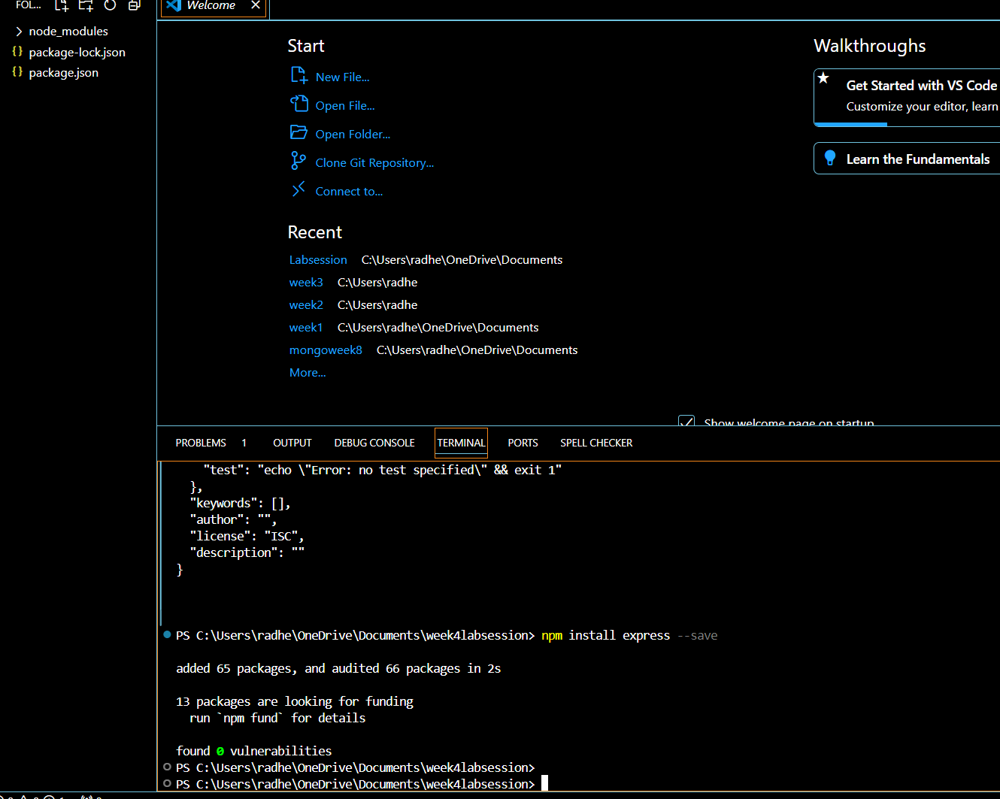 FOL...
Welcome
node_modules
package-lock.json
package.json
Start
New File...
Open File...
Open Folder...
Clone Git Repository...
Connect to...
Recent
Labsession C:\Users\radhe\OneDrive\Documents
week3 C:\Users\radhe
week2 C:\Users\radhe
week1 C:\Users\radhe\OneDrive\Documents
mongoweek8 C:\Users\radhe\OneDrive\Documents
More...
Walkthroughs
Get Started with VS Code
Customize your editor, learn
Learn the Fundamentals
Show welcome page on startup
PROBLEMS 1 OUTPUT DEBUG CONSOLE TERMINAL PORTS SPELL CHECKER
"test": "echo \"Error: no test specified\" && exit 1"
},
"keywords": [],
"author": "",
"license": "ISC",
"description": ""
}
PS C:\Users\radhe\OneDrive\Documents\week4labsession> npm install express --save
added 65 packages, and audited 66 packages in 2s
13 packages are looking for funding
run `npm fund` for details
found 0 vulnerabilities
PS C:\Users\radhe\OneDrive\Documents\week4labsession>
PS C:\Users\radhe\OneDrive\Documents\week4labsession>